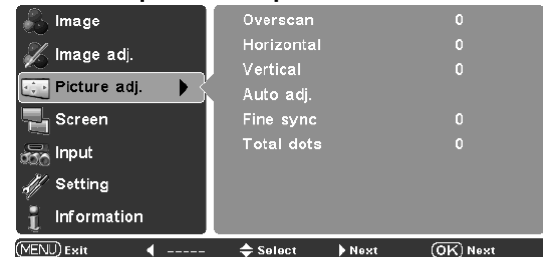 Image
Image adj.
Picture adj.
Screen
Input
Setting
Information
Overscan 0
Horizontal 0
Vertical 0
Auto adj.
Fine sync 0
Total dots 0
MENU Exit ----- Select Next OK Next